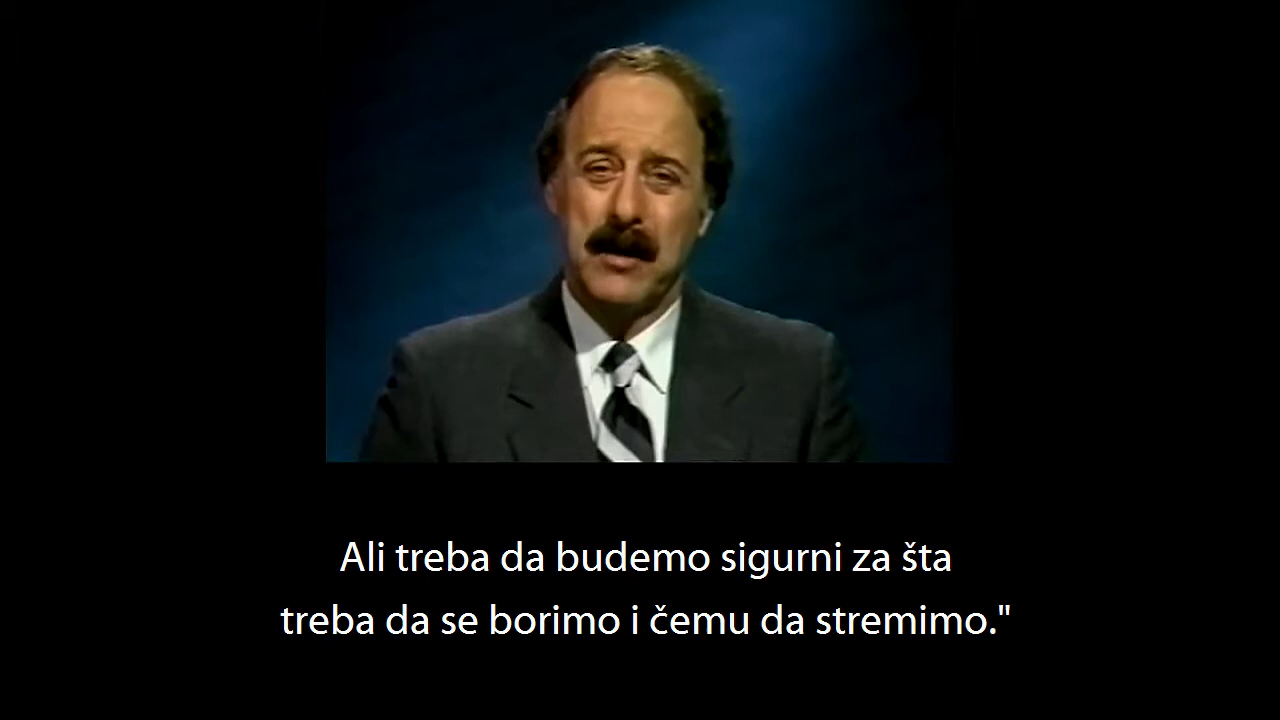 Ali treba da budemo sigurni za šta
treba da se borimo i čemu da stremimo."